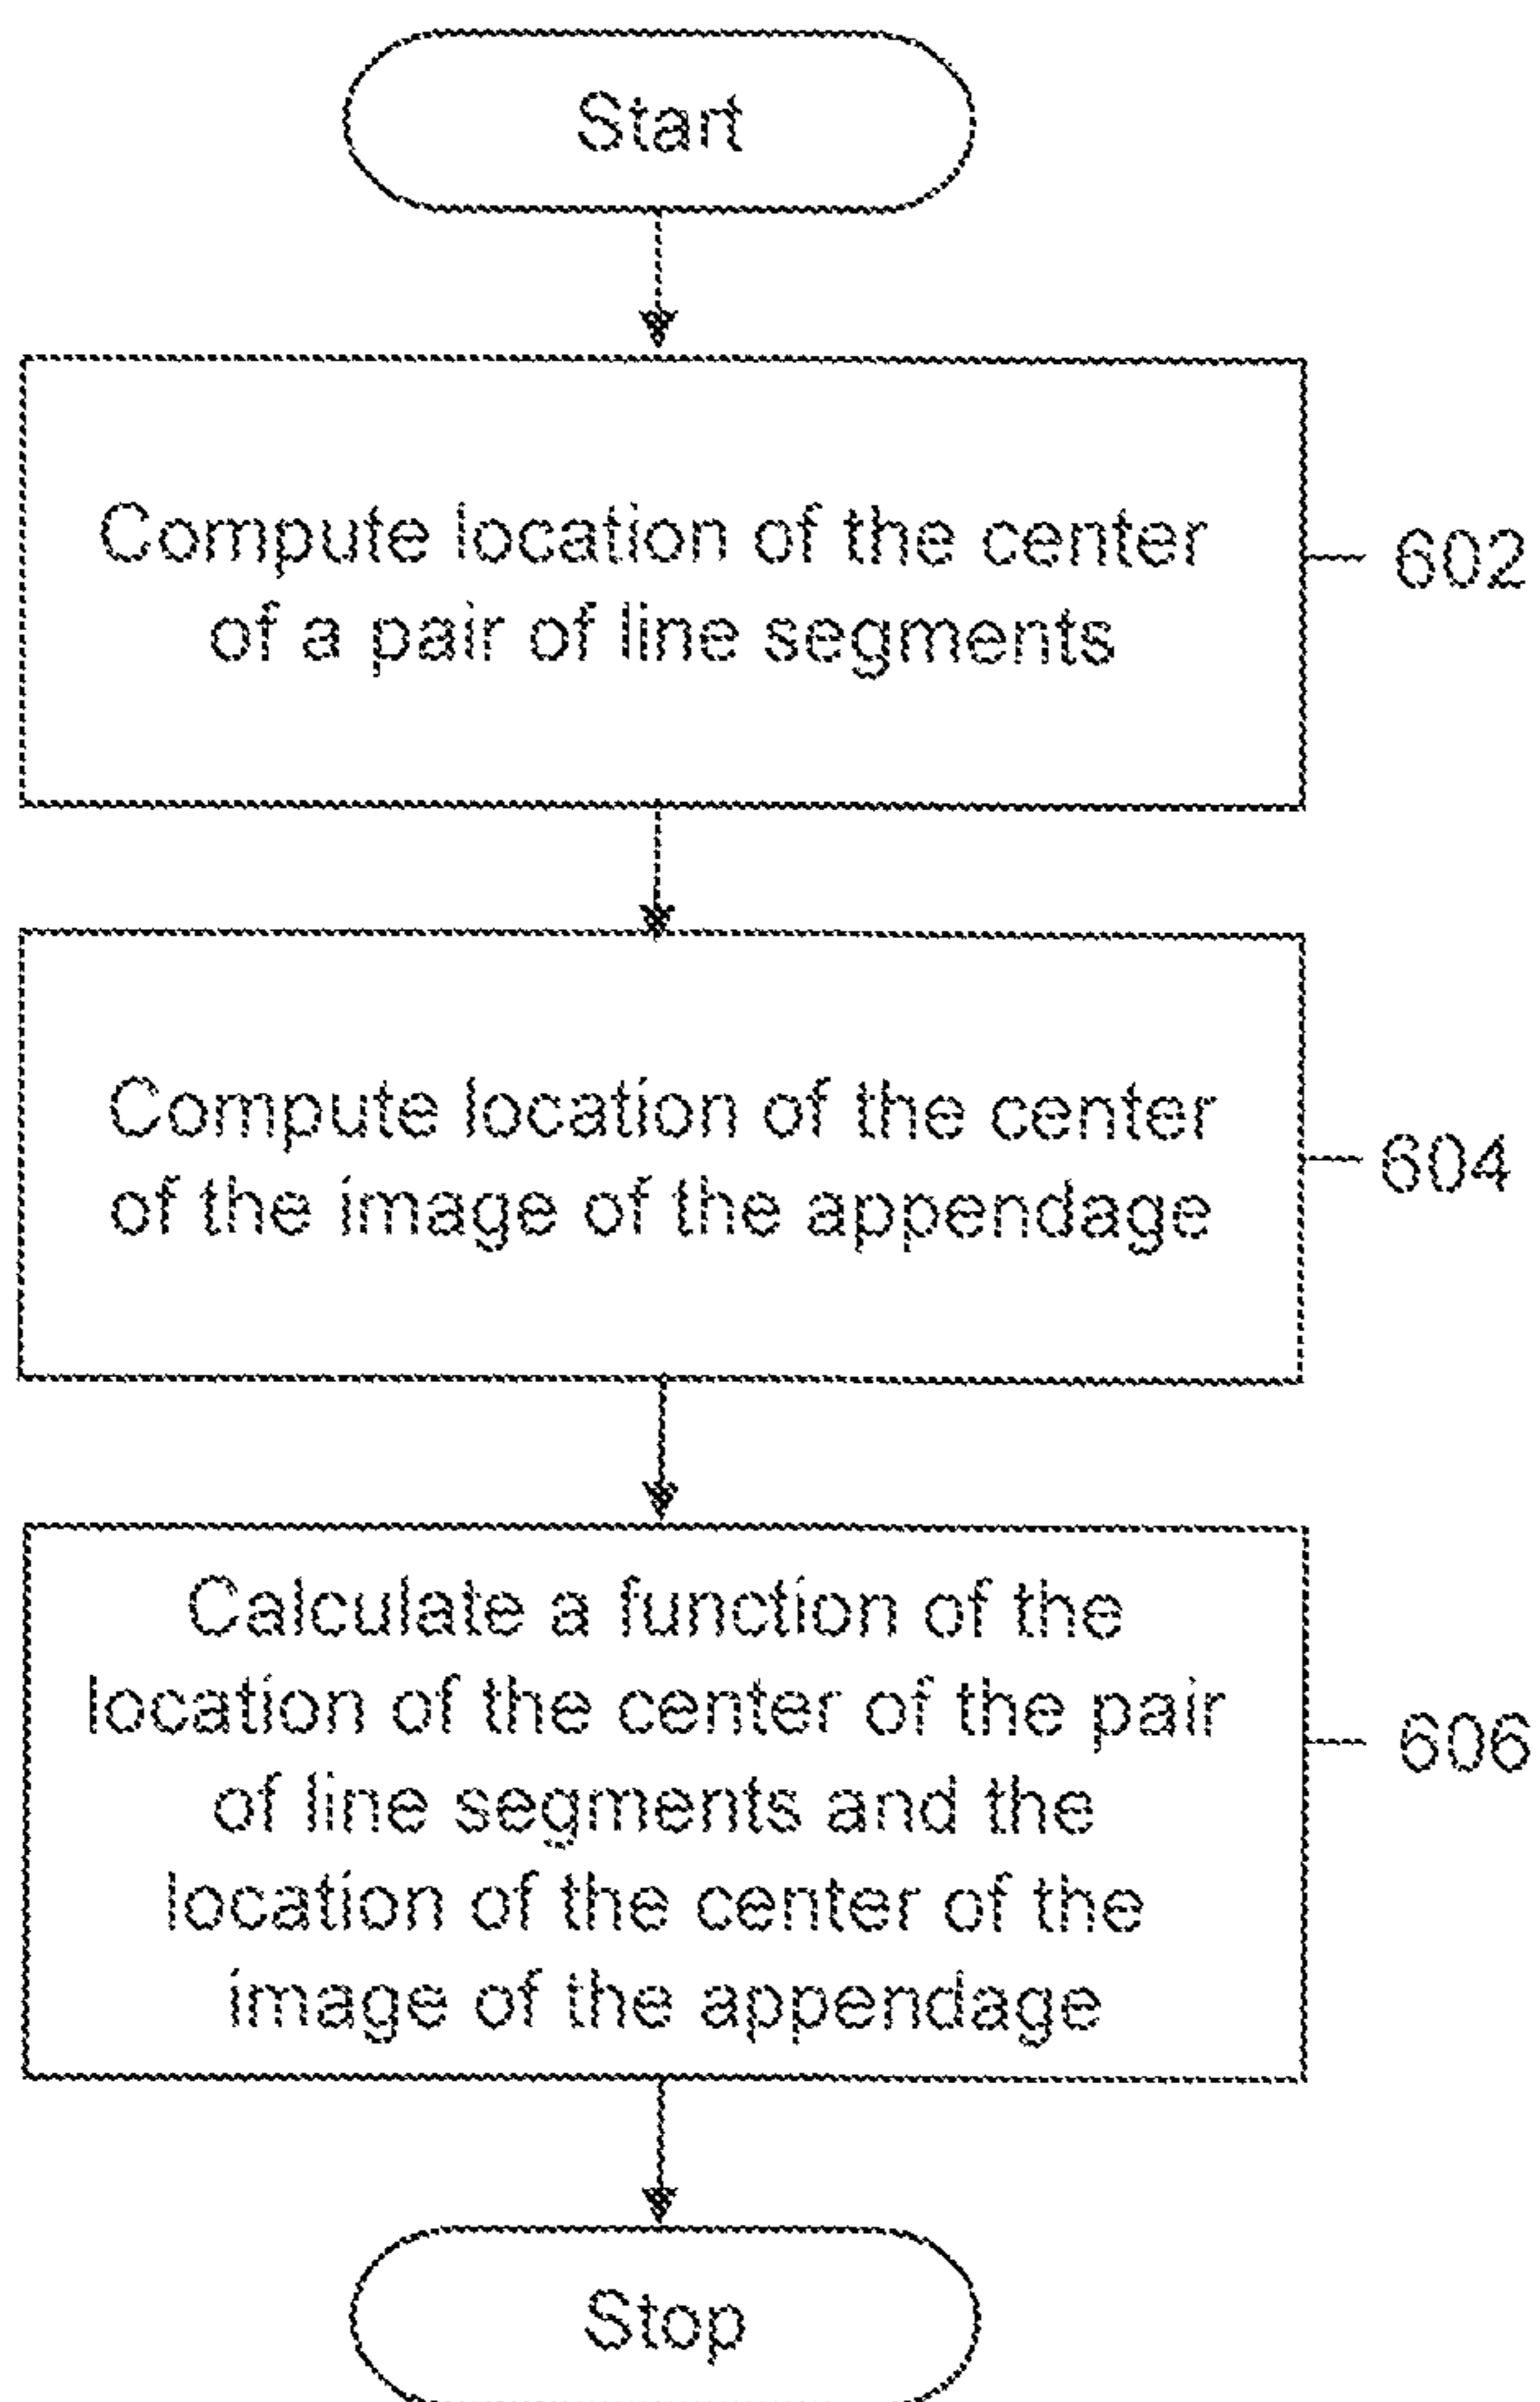 Start
Compute location of the center
of a pair of line segments
602
Compute location of the center
of the image of the appendage
604
Calculate a function of the
location of the center of the pair
of line segments and the
location of the center of the
image of the appendage
606
Stop